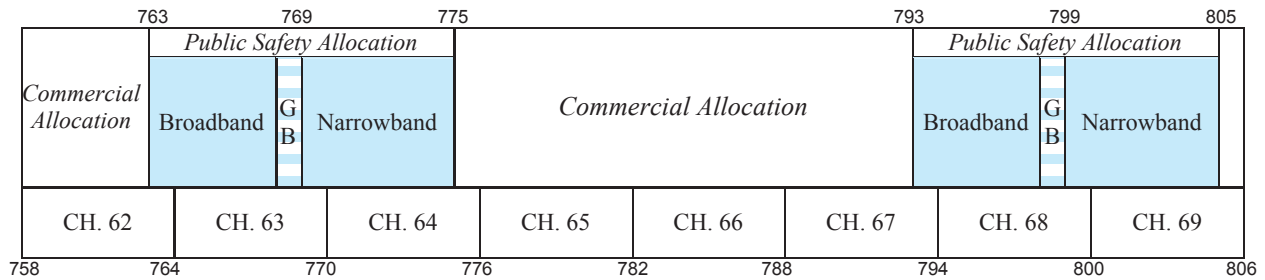 763 769 775 793 799 805
Public Safety Allocation Public Safety Allocation
Commercial
Allocation
Broadband
G
B
Narrowband
Commercial Allocation
Broadband
G
B
Narrowband
CH. 62 CH. 63 CH. 64 CH. 65 CH. 66 CH. 67 CH. 68 CH. 69
758 764 770 776 782 788 794 800 806